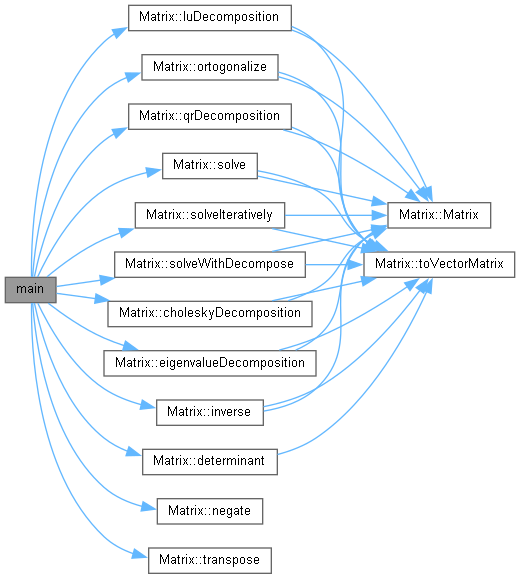 main
Matrix::luDecomposition
Matrix::ortogonalize
Matrix::qrDecomposition
Matrix::solve
Matrix::solveIteratively
Matrix::solveWithDecompose
Matrix::choleskyDecomposition
Matrix::eigenvalueDecomposition
Matrix::inverse
Matrix::determinant
Matrix::negate
Matrix::transpose
Matrix::Matrix
Matrix::toVectorMatrix